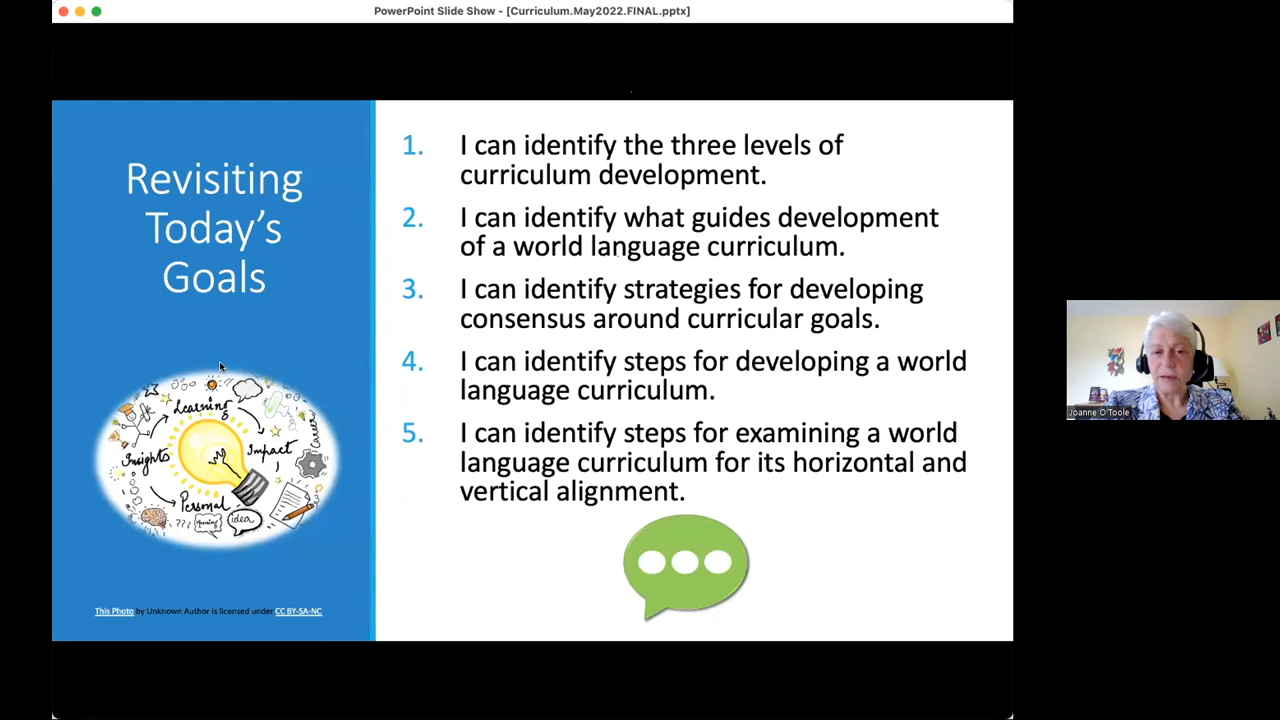 PowerPoint Slide Show - [Curriculum.May2022.FINAL.pptx]
Revisiting
Today's
Goals
1. I can identify the three levels of
curriculum development.
2. I can identify what guides development
of a world language curriculum.
3. I can identify strategies for developing
consensus around curricular goals.
4. I can identify steps for developing a world
language curriculum.
5. I can identify steps for examining a world
language curriculum for its horizontal and
vertical alignment.
Learning
Career
Insights
Impact
!
Personal
???
idea
This Photo by Unknown Author is licensed under CC BY-SA-NC
Joanne O'Toole